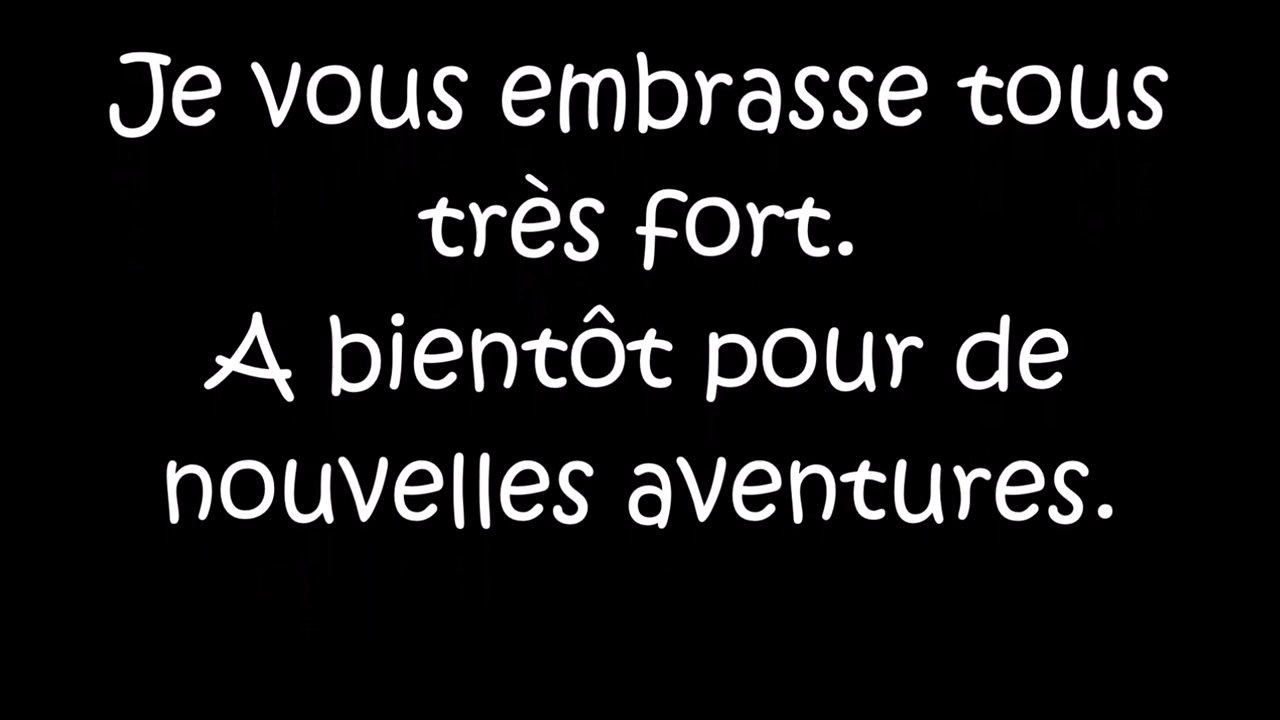 Je vous embrasse tous
très fort.
A bientôt pour de
nouvelles aventures.